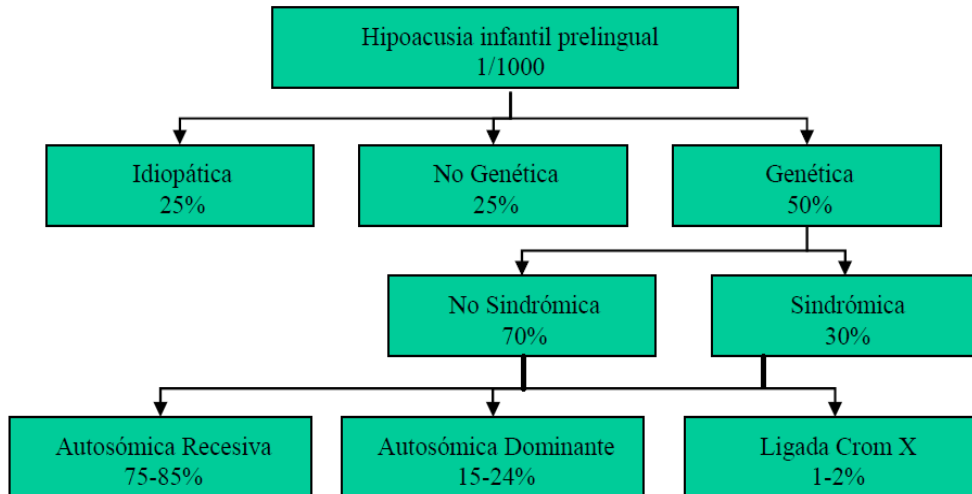 Hipoacusia infantil prelingual
1/1000
Idiopática
25%
No Genética
25%
Genética
50%
No Sindrómica
70%
Sindrómica
30%
Autosómica Recesiva
75-85%
Autosómica Dominante
15-24%
Ligada Crom X
1-2%